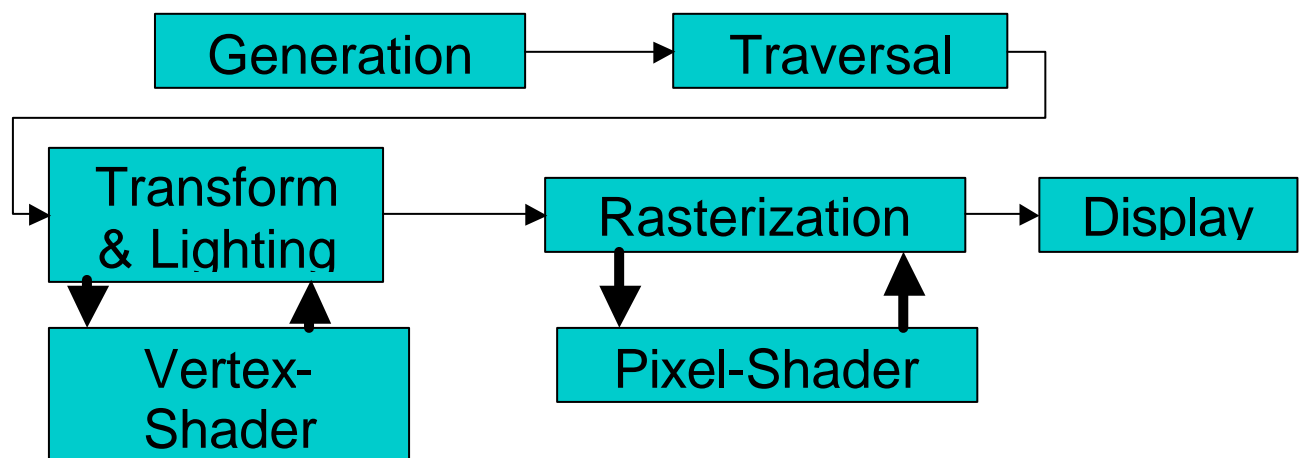 Generation
Traversal
Transform
& Lighting
Rasterization
Display
Vertex-
Shader
Pixel-Shader